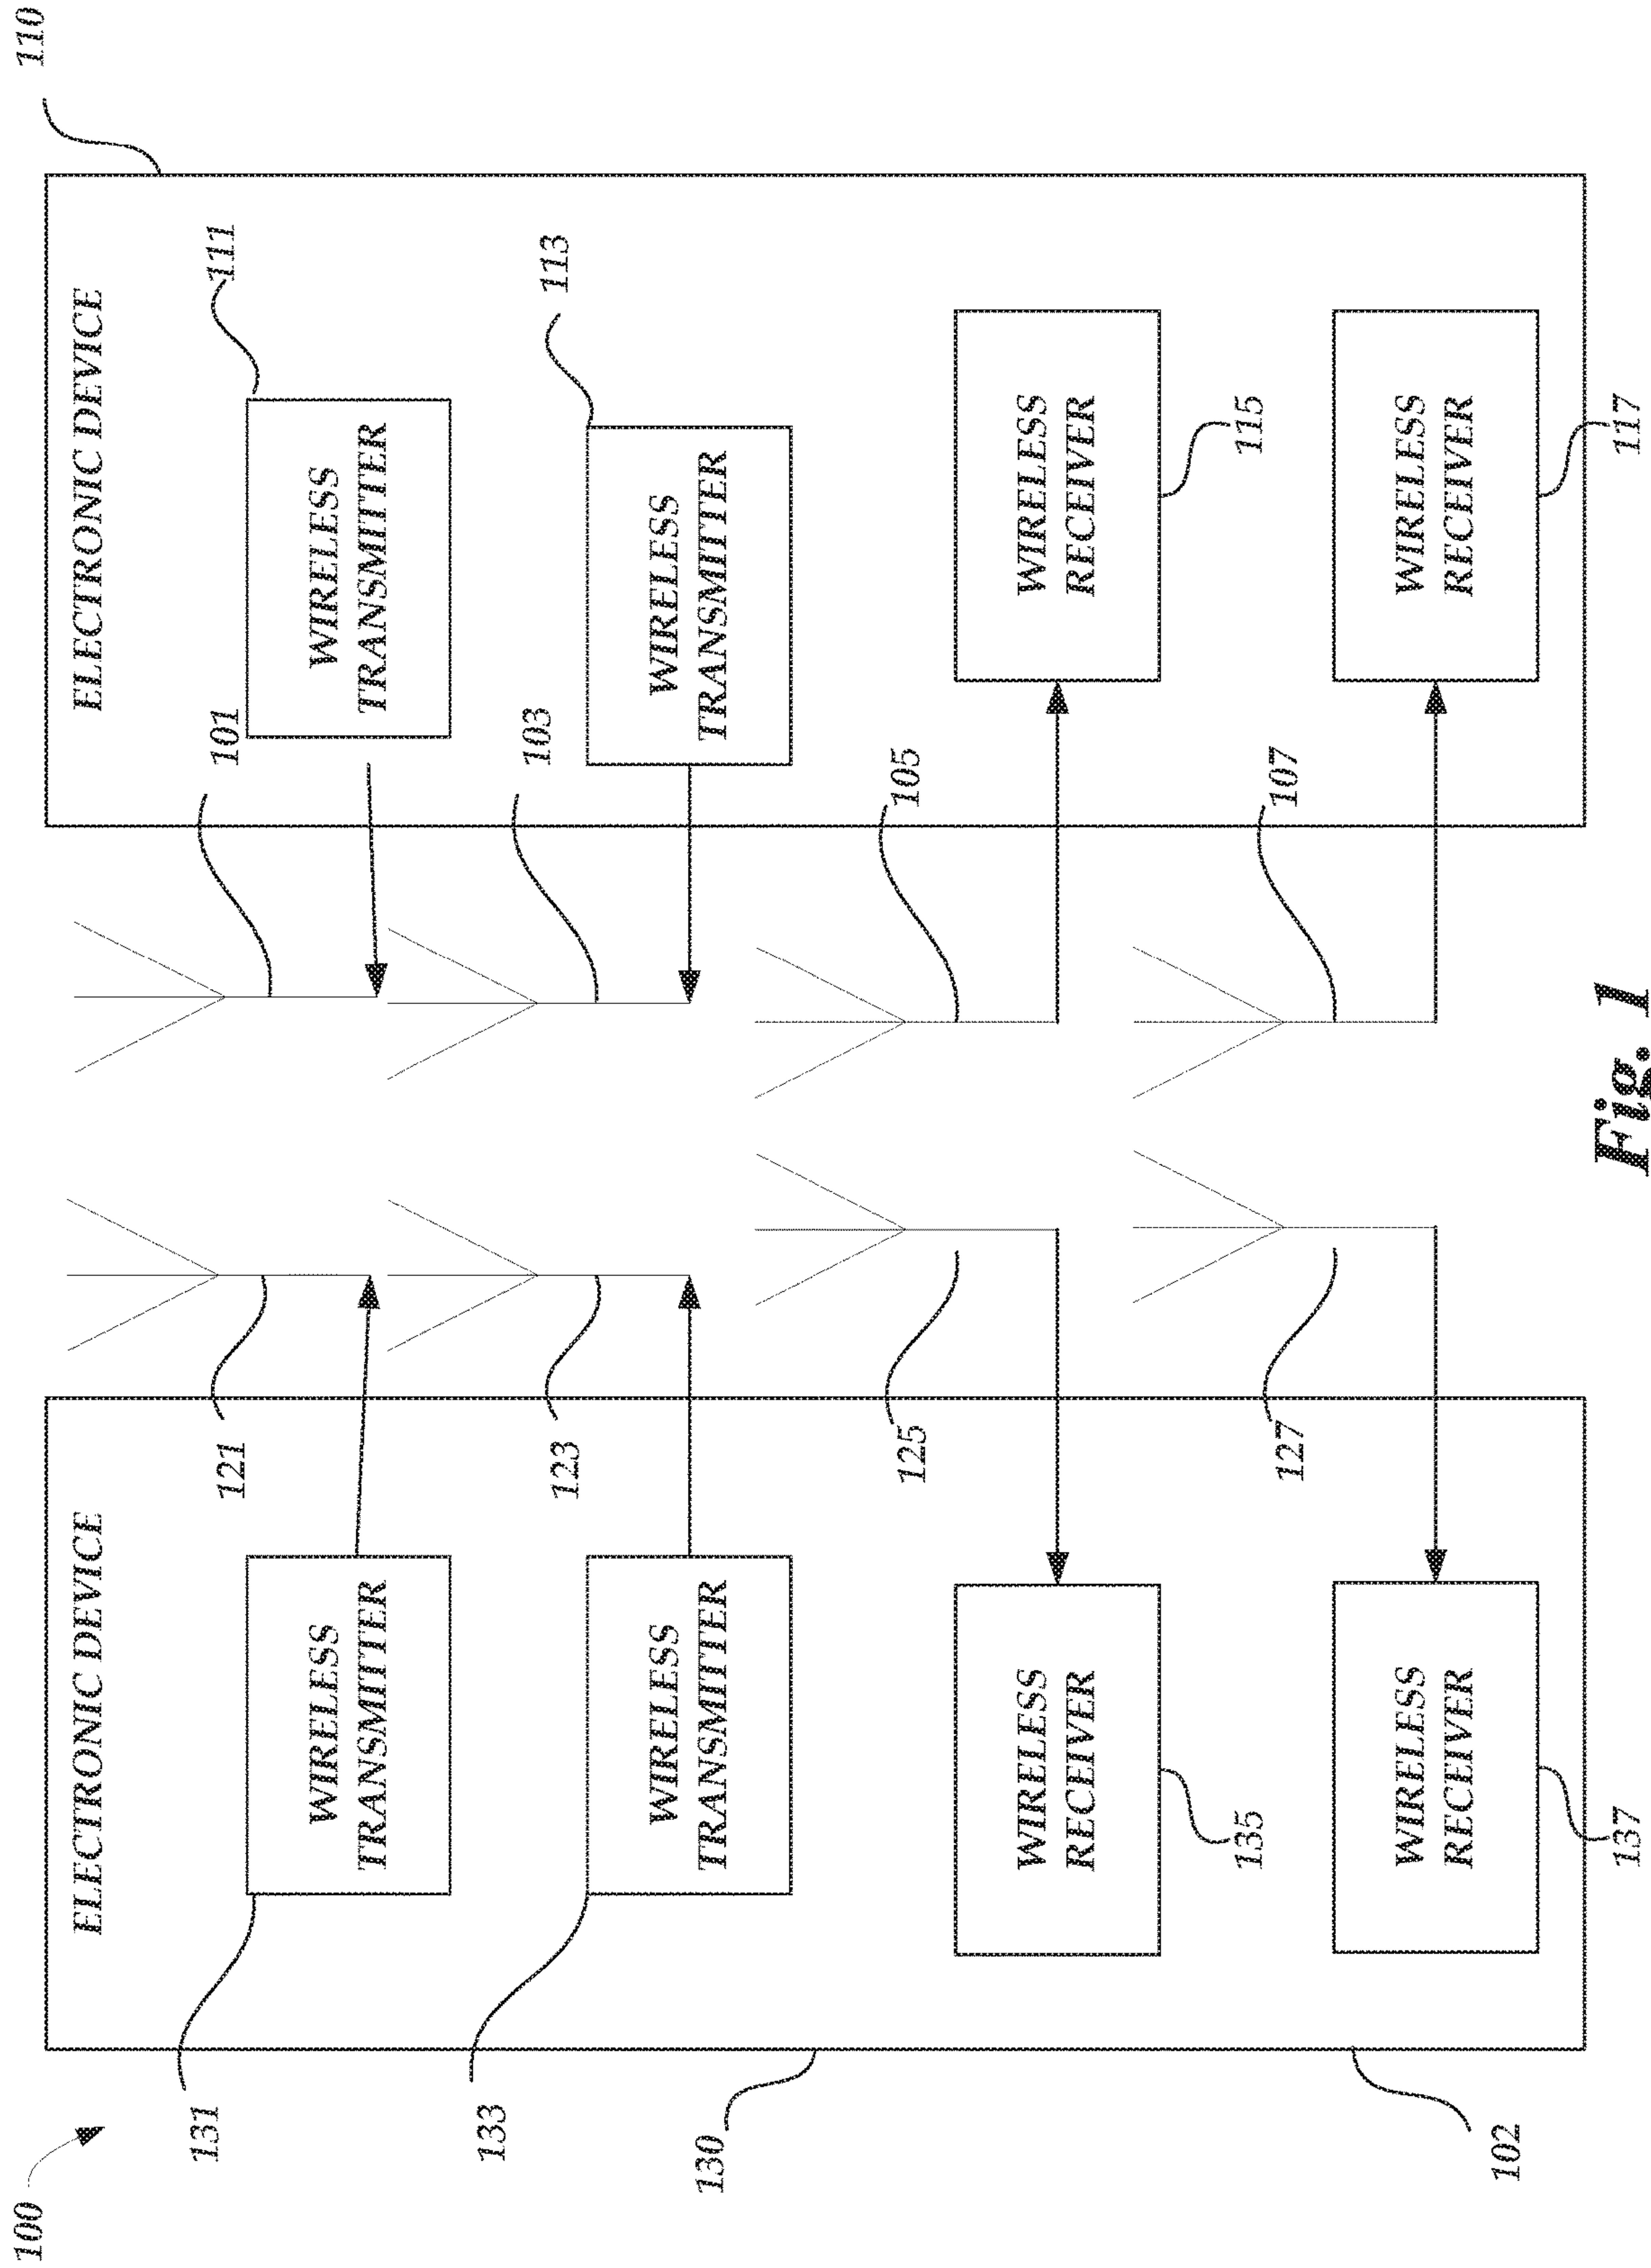 100
ELECTRONIC DEVICE
ELECTRONIC DEVICE
110
131
WIRELESS
TRANSMITTER
121
101
WIRELESS
TRANSMITTER
111
133
WIRELESS
TRANSMITTER
123
103
WIRELESS
TRANSMITTER
113
130
WIRELESS
RECEIVER
125
105
WIRELESS
RECEIVER
135
115
WIRELESS
RECEIVER
127
107
WIRELESS
RECEIVER
102
137
117
Fig. 1